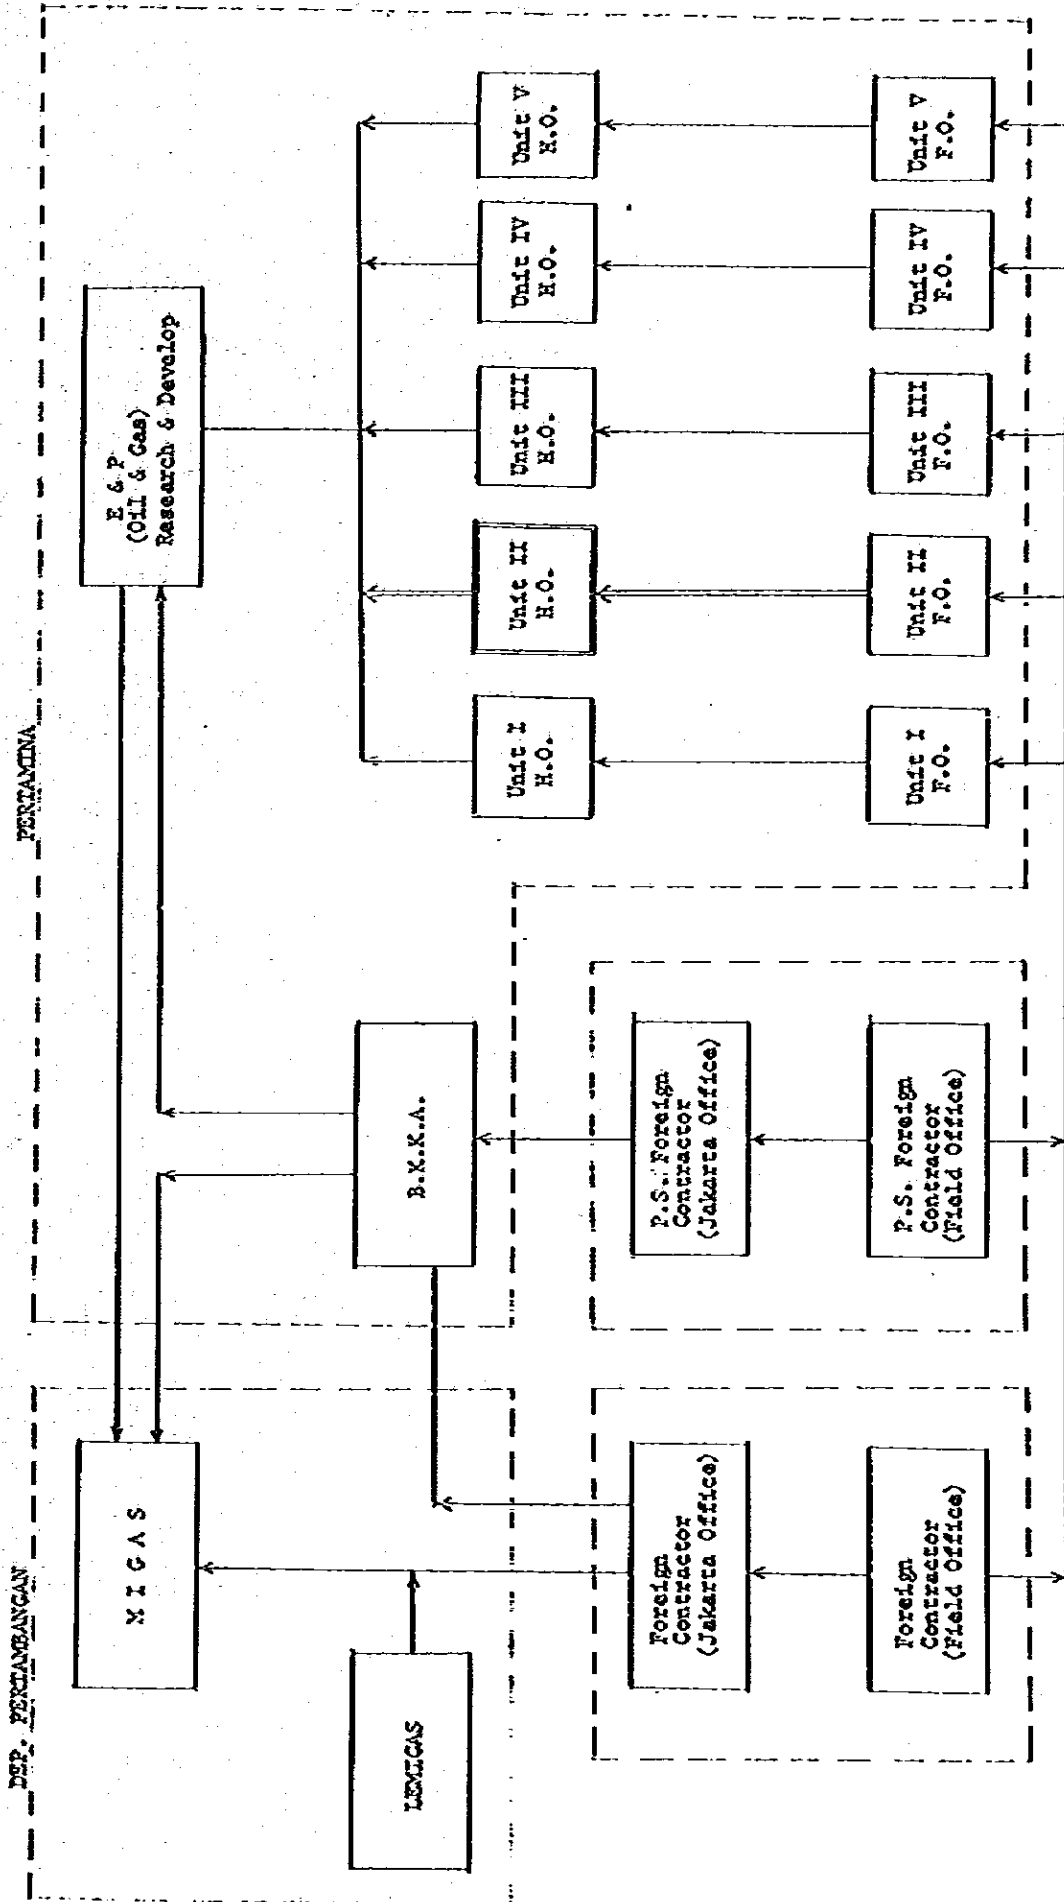 DEP. PERTAMBANGAN
PERTAMINA
M I G A S
E & P
(Oil & Gas)
Research & Develop
LEMIGAS
B.K.K.A.
Unit I
H.O.
Unit II
H.O.
Unit III
H.O.
Unit IV
H.O.
Unit V
H.O.
Foreign
Contractor
(Jakarta Office)
P.S. Foreign
Contractor
(Jakarta Office)
Foreign
Contractor
(Field Office)
P.S. Foreign
Contractor
(Field Office)
Unit I
F.O.
Unit II
F.O.
Unit III
F.O.
Unit IV
F.O.
Unit V
F.O.